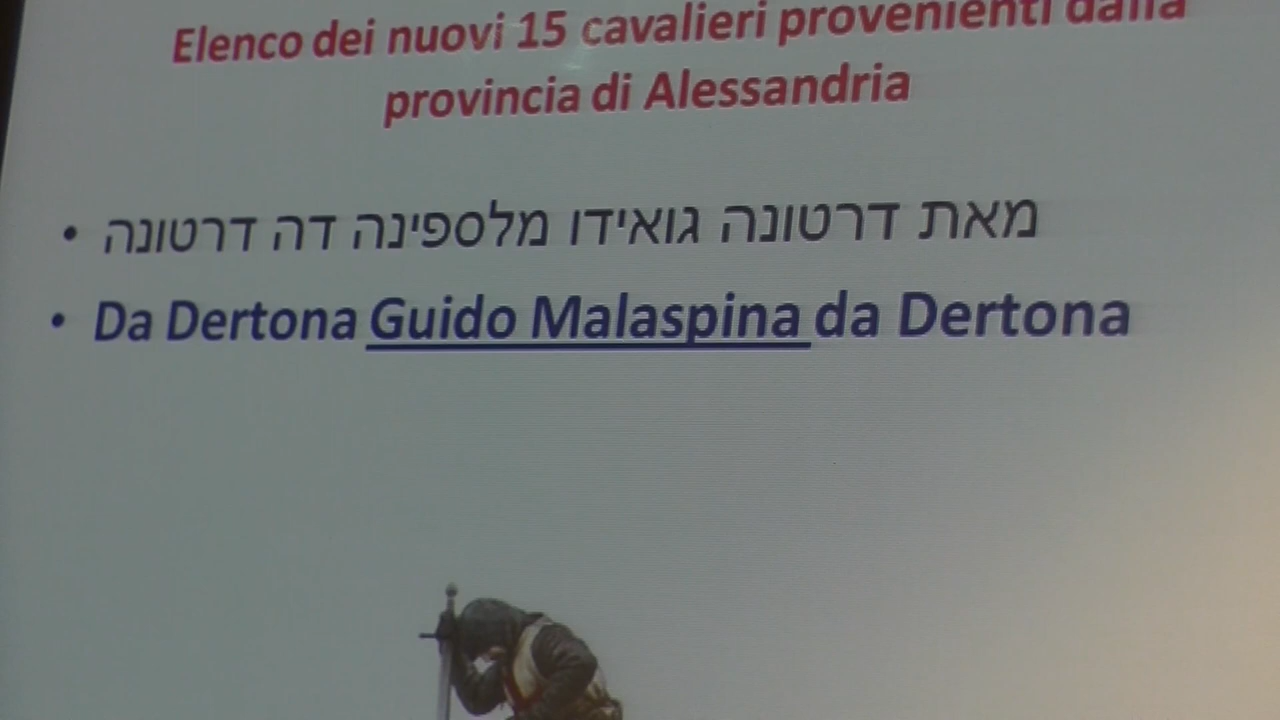 Elenco dei nuovi 15 cavalieri provenienti dalla
provincia di Alessandria
• מאת דרטונה גואידו מלספינה דה דרטונה
• Da Dertona Guido Malaspina da Dertona